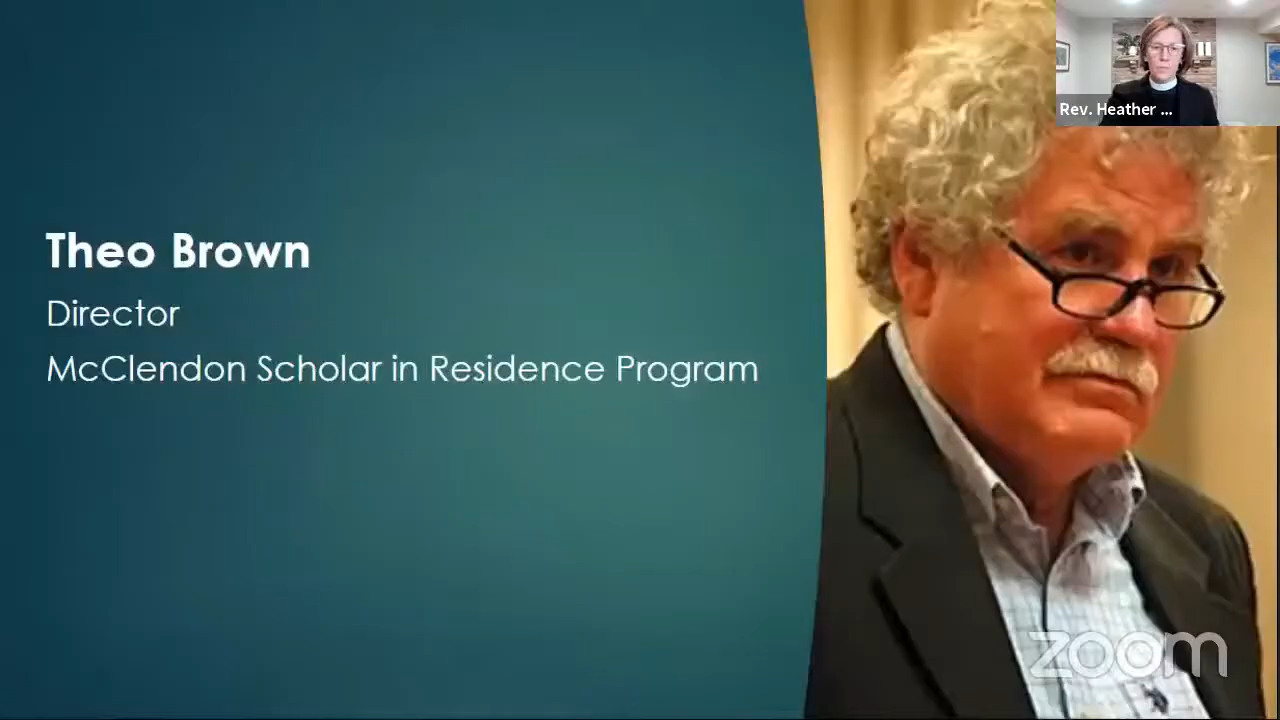 Rev. Heather ...
Theo Brown
Director
McClendon Scholar in Residence Program
zoom